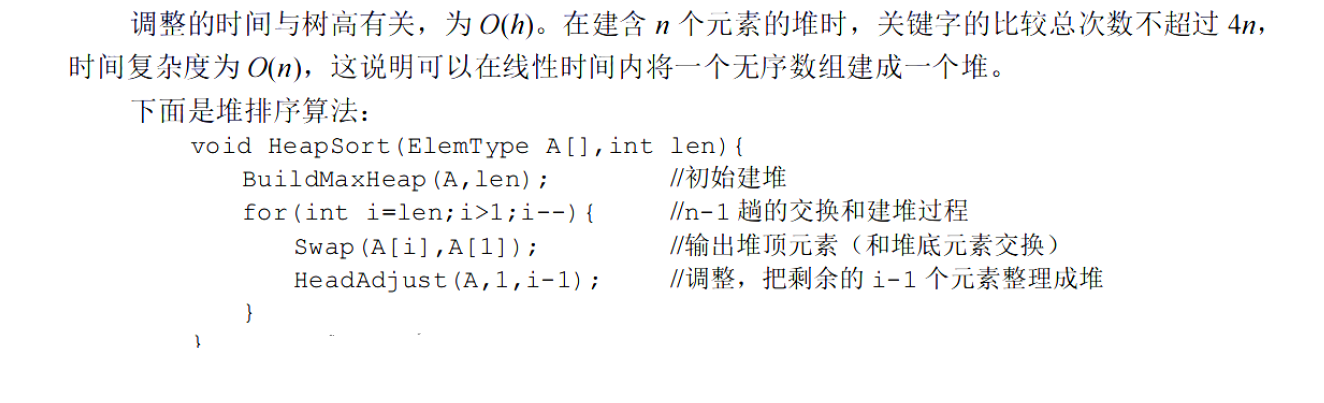 调整的时间与树高有关，为 O(h)。在建含 n 个元素的堆时，关键字的比较总次数不超过 4n，
时间复杂度为 O(n)，这说明可以在线性时间内将一个无序数组建成一个堆。
下面是堆排序算法：
void HeapSort(ElemType A[],int len){
BuildMaxHeap(A,len); //初始建堆
for(int i=len;i>1;i--){ //n-1 趟的交换和建堆过程
Swap(A[i],A[1]); //输出堆顶元素（和堆底元素交换）
HeadAdjust(A,1,i-1); //调整，把剩余的 i-1 个元素整理成堆
}
}